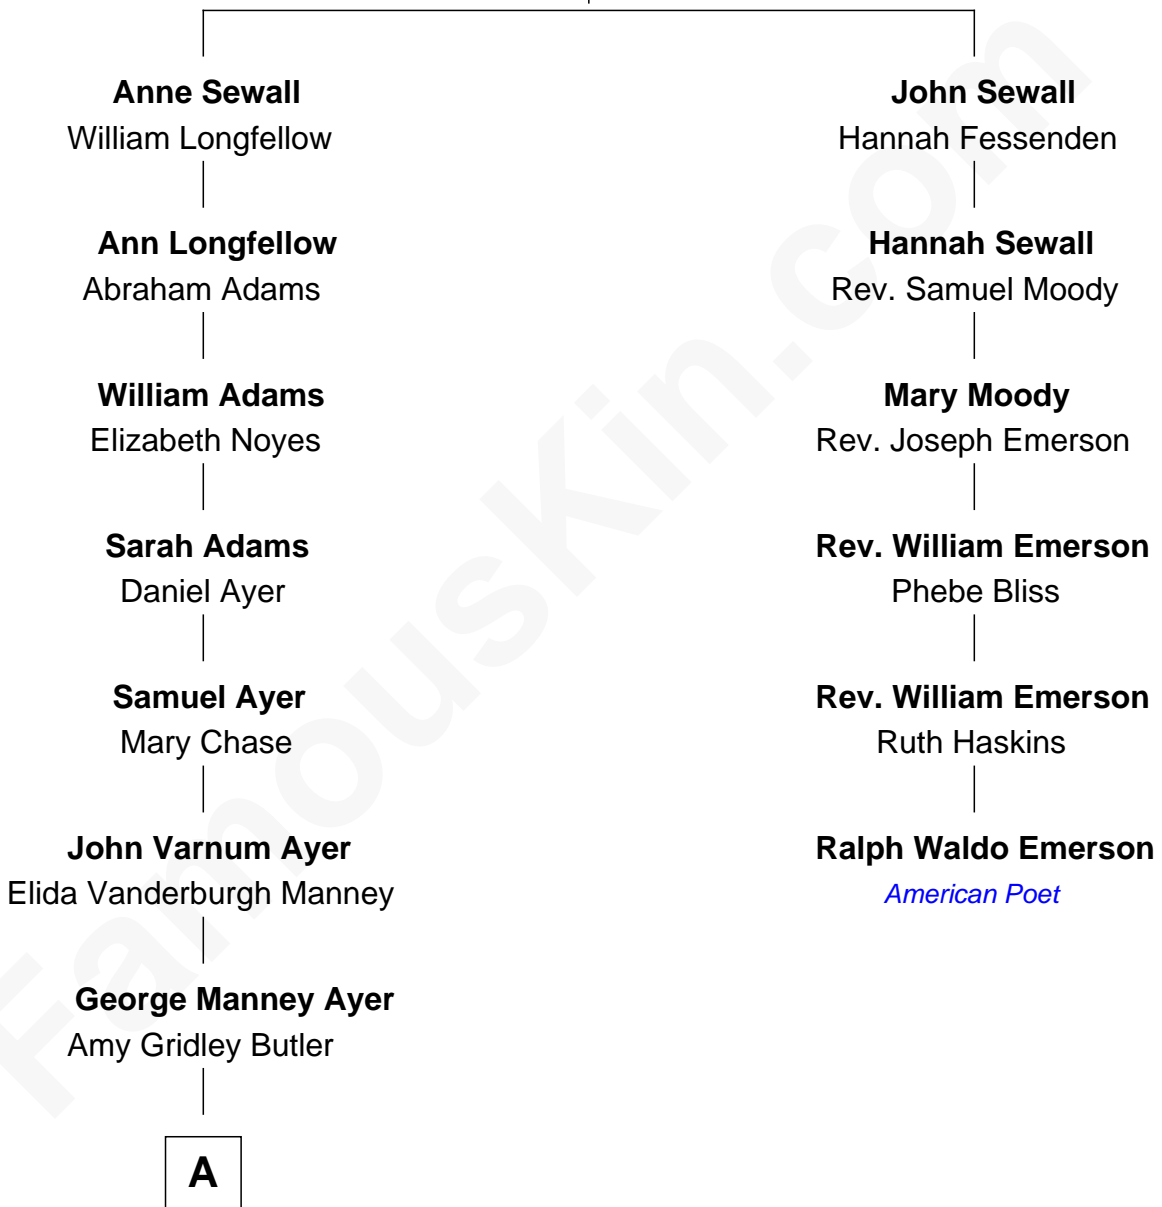 Anne Sewall
William Longfellow
Ann Longfellow
Abraham Adams
William Adams
Elizabeth Noyes
Sarah Adams
Daniel Ayer
Samuel Ayer
Mary Chase
John Varnum Ayer
Elida Vanderburgh Manney
George Manney Ayer
Amy Gridley Butler
A
John Sewall
Hannah Fessenden
Hannah Sewall
Rev. Samuel Moody
Mary Moody
Rev. Joseph Emerson
Rev. William Emerson
Phebe Bliss
Rev. William Emerson
Ruth Haskins
Ralph Waldo Emerson
American Poet
FamousKin.com